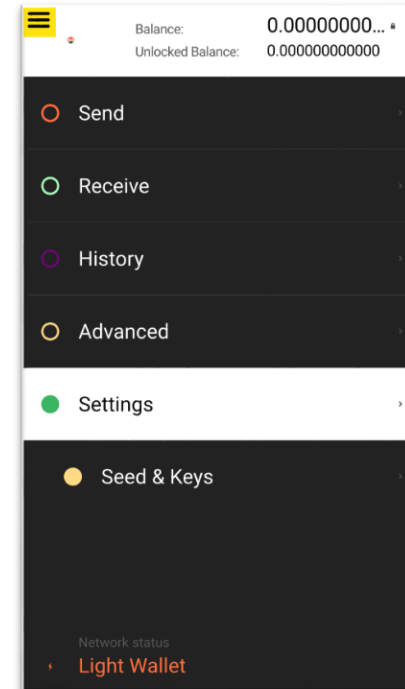 Balance: 0.00000000...
Unlocked Balance: 0.000000000000
Send
Receive
History
Advanced
Settings
Seed & Keys
Network status
Light Wallet